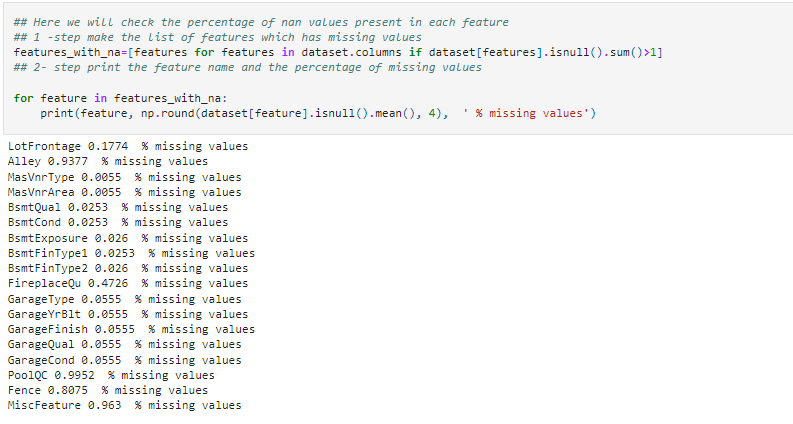 ## Here we will check the percentage of nan values present in each feature
## 1 -step make the list of features which has missing values
features_with_na=[features for features in dataset.columns if dataset[features].isnull().sum()>1]
## 2- step print the feature name and the percentage of missing values
for feature in features_with_na:
print(feature, np.round(dataset[feature].isnull().mean(), 4),  ' % missing values')
LotFrontage 0.1774  % missing values
Alley 0.9377  % missing values
MasVnrType 0.0055  % missing values
MasVnrArea 0.0055  % missing values
BsmtQual 0.0253  % missing values
BsmtCond 0.0253  % missing values
BsmtExposure 0.026  % missing values
BsmtFinType1 0.0253  % missing values
BsmtFinType2 0.026  % missing values
FireplaceQu 0.4726  % missing values
GarageType 0.0555  % missing values
GarageYrBlt 0.0555  % missing values
GarageFinish 0.0555  % missing values
GarageQual 0.0555  % missing values
GarageCond 0.0555  % missing values
PoolQC 0.9952  % missing values
Fence 0.8075  % missing values
MiscFeature 0.963  % missing values